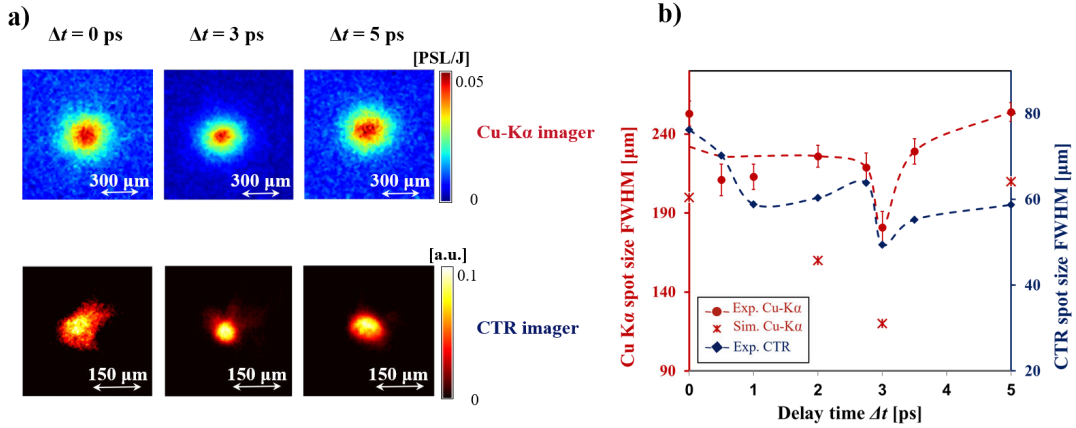 a)
Δt = 0 ps
Δt = 3 ps
Δt = 5 ps
[PSL/J]
0.05
0
Cu-Kα imager
300 μm
300 μm
300 μm
[a.u.]
0.1
0
CTR imager
150 μm
150 μm
150 μm
b)
Cu Kα spot size FWHM [μm]
240
190
140
90
Exp. Cu-Kα
Sim. Cu-Kα
Exp. CTR
0
1
2
3
4
5
Delay time Δt [ps]
80
60
40
20
CTR spot size FWHM [μm]